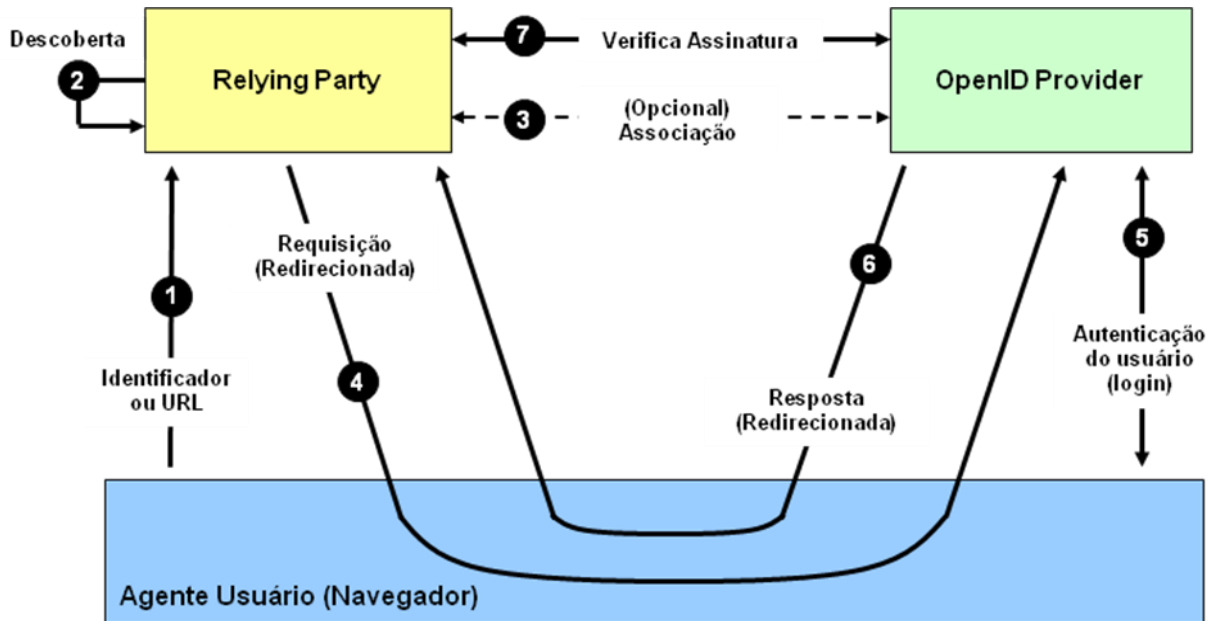 Descoberta
2
Relying Party
7
Verifica Assinatura
OpenID Provider
3
(Opcional)
Associação
1
Identificador
ou URL
Requisição
(Redirecionada)
4
6
Resposta
(Redirecionada)
5
Autenticação
do usuário
(login)
Agente Usuário (Navegador)